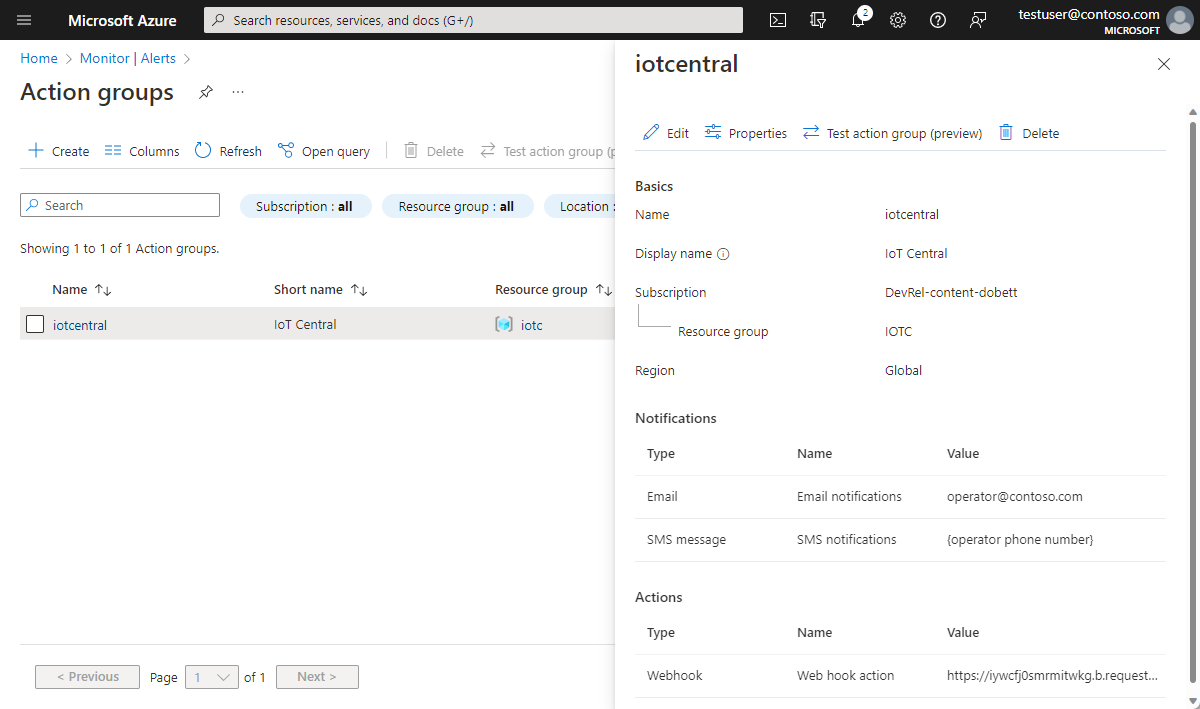 Microsoft Azure
Search resources, services, and docs (G+/)
2
testuser@contoso.com
MICROSOFT
Home > Monitor | Alerts >
Action groups
...
Create Columns Refresh Open query Delete Test action group (p
Search
Subscription : all Resource group : all Location :
Showing 1 to 1 of 1 Action groups.
Name Short name Resource group
iotcentral IoT Central iotc
< Previous Page 1 of 1 Next >
iotcentral
Edit Properties Test action group (preview) Delete
Basics
Name iotcentral
Display name IoT Central
Subscription DevRel-content-dobett
Resource group IOTC
Region Global
Notifications
Type Name Value
Email Email notifications operator@contoso.com
SMS message SMS notifications {operator phone number}
Actions
Type Name Value
Webhook Web hook action https://iywcfj0smrmitwkg.b.request...